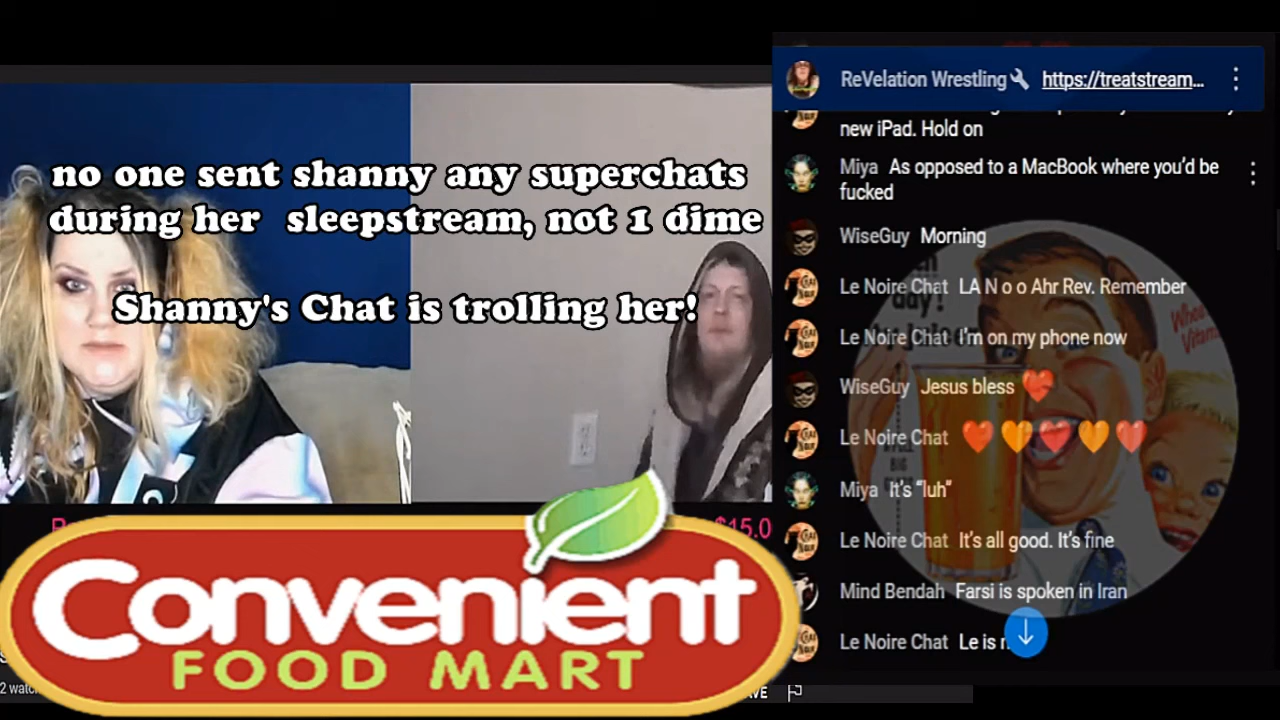 no one sent shanny any superchats
during her sleepstream, not 1 dime
Shanny's Chat is trolling her!
$15.0
Convenient
FOOD MART
ReVelation Wrestling https://treatstream...
new iPad. Hold on
Miya As opposed to a MacBook where you'd be
fucked
WiseGuy Morning
Le Noire Chat LA N o o Ahr Rev. Remember
Le Noire Chat I'm on my phone now
WiseGuy Jesus bless ❤️
Le Noire Chat ❤️🧡❤️🧡❤️
Miya It's “luh”
Le Noire Chat It's all good. It's fine
Mind Bendah Farsi is spoken in Iran
Le Noire Chat Le is